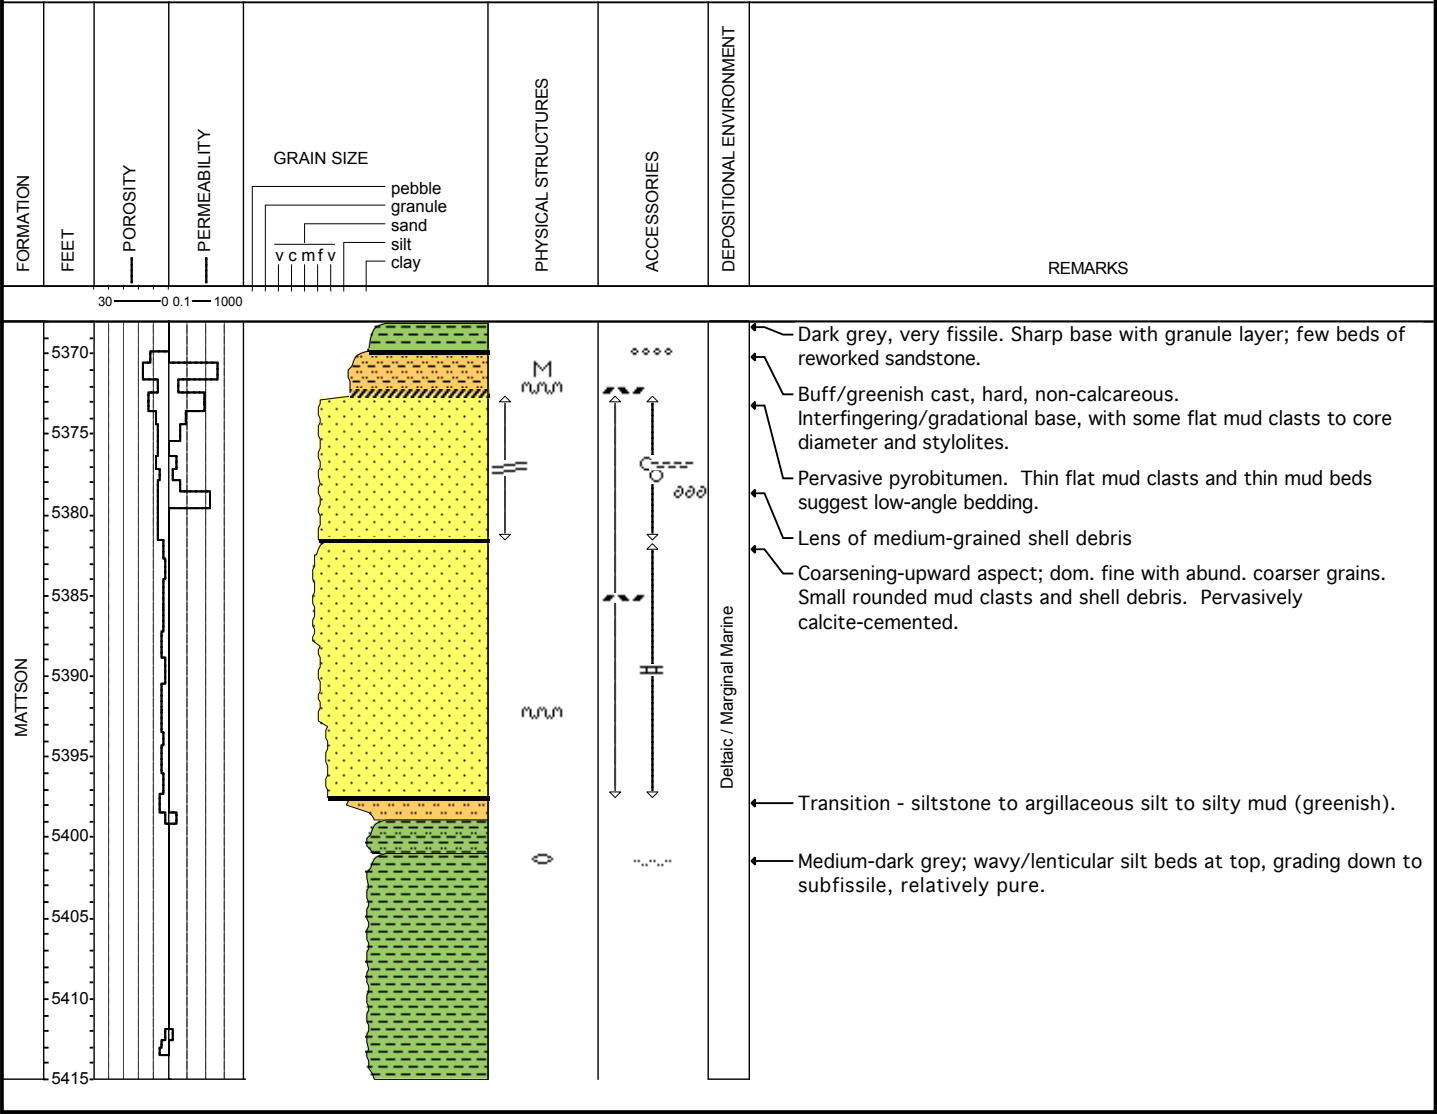 FORMATION
FEET
POROSITY
PERMEABILITY
GRAIN SIZE
pebble
granule
sand
silt
clay
v c m f v
PHYSICAL STRUCTURES
ACCESSORIES
DEPOSITIONAL ENVIRONMENT
REMARKS
30 0 0.1 1000
MATTSON
5370
5375
5380
5385
5390
5395
5400
5405
5410
5415
M
Deltaic / Marginal Marine
Dark grey, very fissile. Sharp base with granule layer; few beds of
reworked sandstone.
Buff/greenish cast, hard, non-calcareous.
Interfingering/gradational base, with some flat mud clasts to core
diameter and stylolites.
Pervasive pyrobitumen. Thin flat mud clasts and thin mud beds
suggest low-angle bedding.
Lens of medium-grained shell debris
Coarsening-upward aspect; dom. fine with abund. coarser grains.
Small rounded mud clasts and shell debris. Pervasively
calcite-cemented.
Transition - siltstone to argillaceous silt to silty mud (greenish).
Medium-dark grey; wavy/lenticular silt beds at top, grading down to
subfissile, relatively pure.